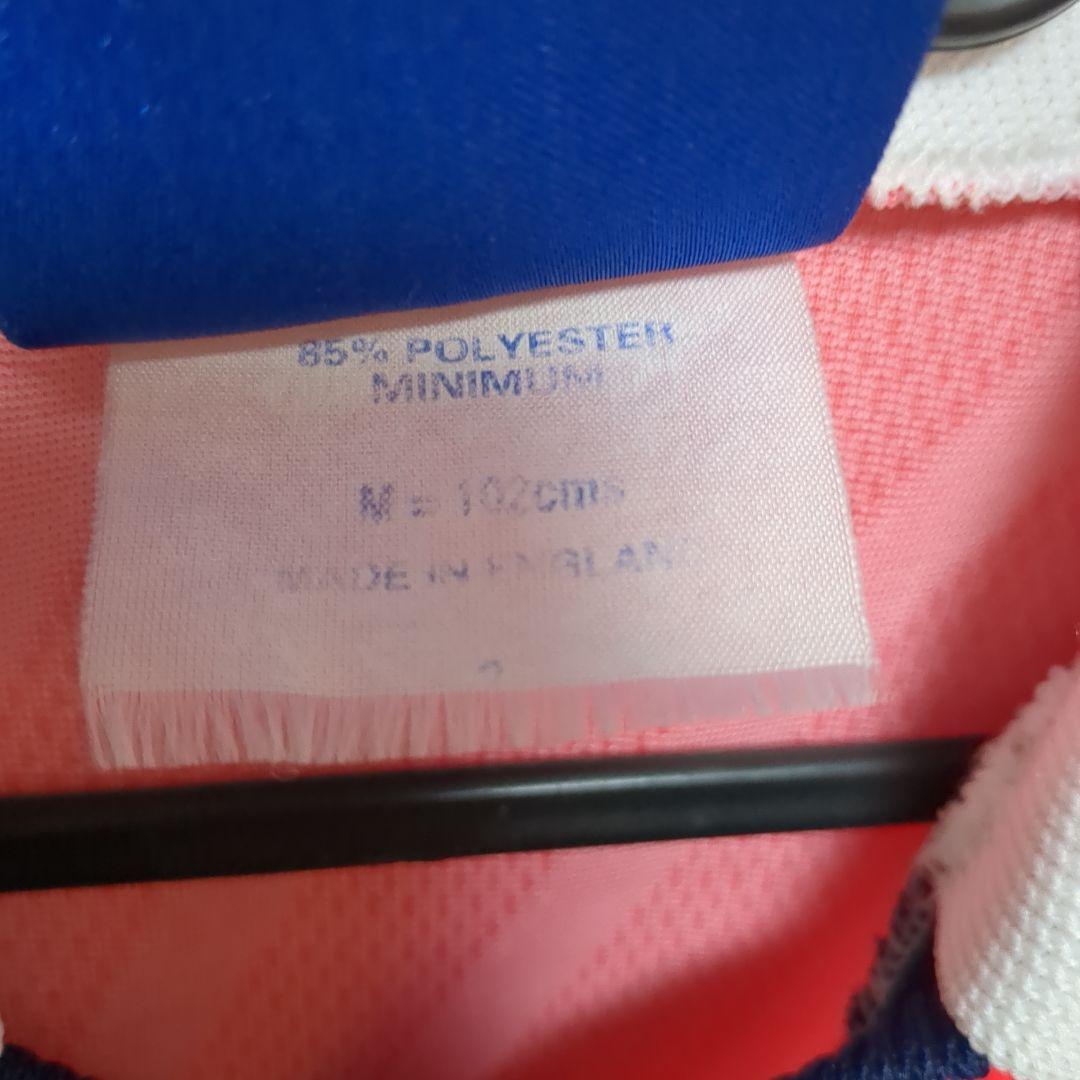 85% POLYESTER
MINIMUM
M = 102cms
MADE IN ENGLAND